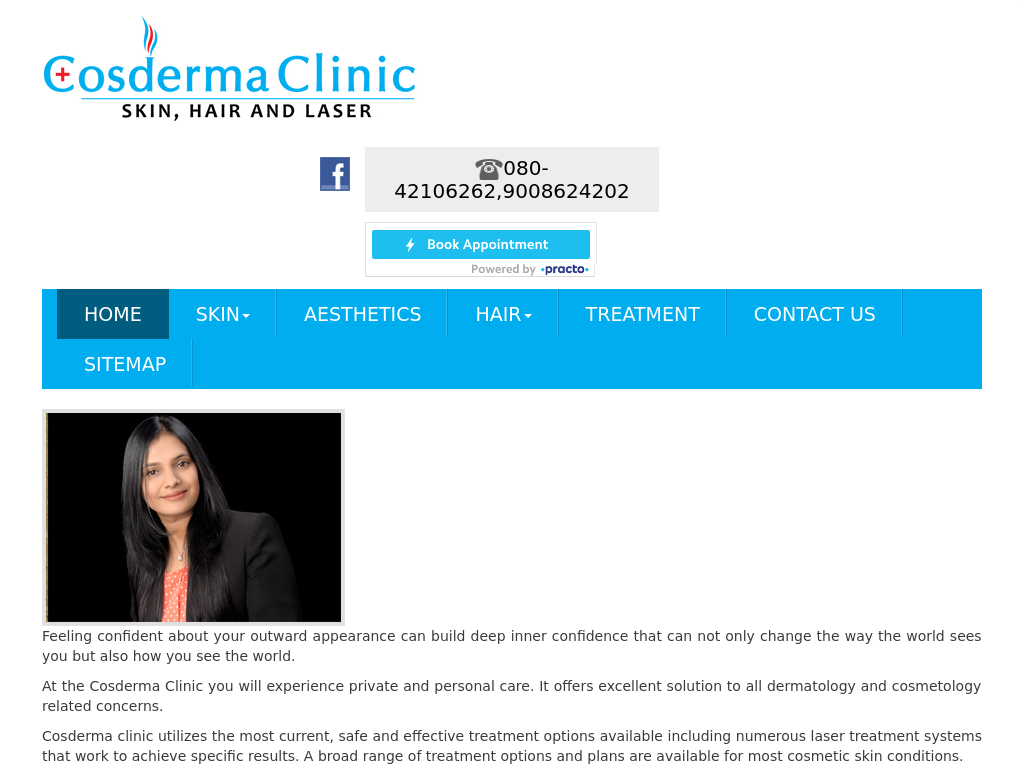 Cosderma Clinic
SKIN, HAIR AND LASER
f
080-
42106262,9008624202
Book Appointment
Powered by •practo•
HOME SKIN AESTHETICS HAIR TREATMENT CONTACT US
SITEMAP
Feeling confident about your outward appearance can build deep inner confidence that can not only change the way the world sees
you but also how you see the world.
At the Cosderma Clinic you will experience private and personal care. It offers excellent solution to all dermatology and cosmetology
related concerns.
Cosderma clinic utilizes the most current, safe and effective treatment options available including numerous laser treatment systems
that work to achieve specific results. A broad range of treatment options and plans are available for most cosmetic skin conditions.